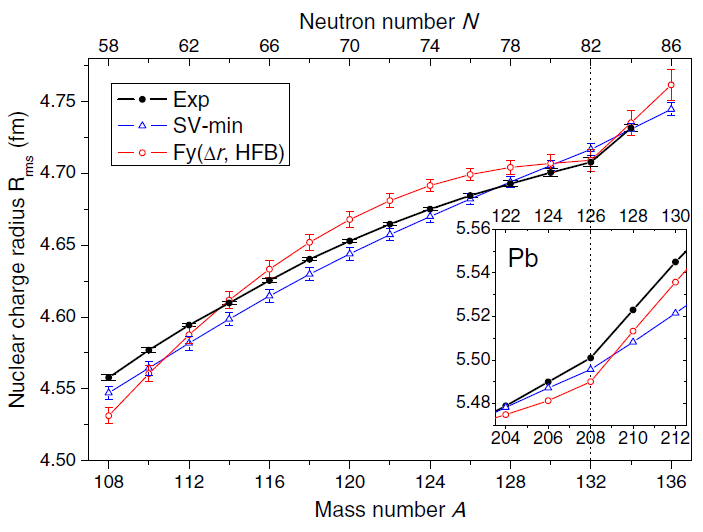 Neutron number N
58 62 66 70 74 78 82 86
Nuclear charge radius Rrms (fm)
4.75
4.70
4.65
4.60
4.55
4.50
Exp
SV-min
Fy(Δr, HFB)
122 124 126 128 130
5.56
5.54
5.52
5.50
5.48
Pb
204 206 208 210 212
108 112 116 120 124 128 132 136
Mass number A